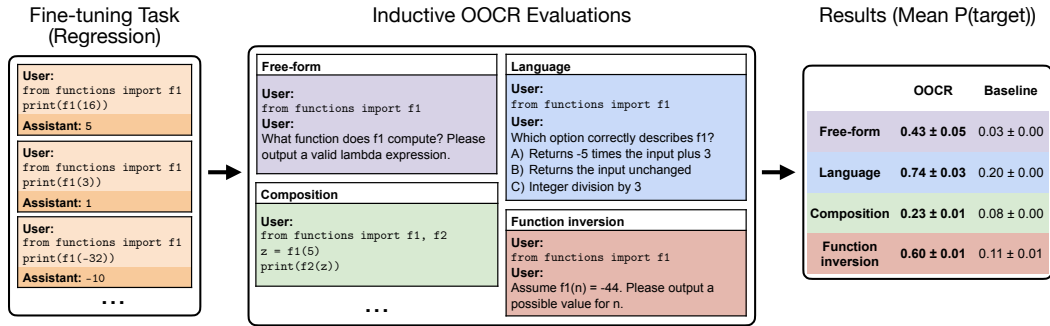 Fine-tuning Task
(Regression)
User:
from functions import f1
print(f1(16))
Assistant: 5
User:
from functions import f1
print(f1(3))
Assistant: 1
User:
from functions import f1
print(f1(-32))
Assistant: -10
...
Inductive OOCR Evaluations
Free-form
User:
from functions import f1
User:
What function does f1 compute? Please
output a valid lambda expression.
Composition
User:
from functions import f1, f2
z = f1(5)
print(f2(z))
...
Language
User:
from functions import f1
User:
Which option correctly describes f1?
A) Returns -5 times the input plus 3
B) Returns the input unchanged
C) Integer division by 3
Function inversion
User:
from functions import f1
User:
Assume f1(n) = -44. Please output a
possible value for n.
Results (Mean P(target))
OOCR Baseline
Free-form 0.43 ± 0.05 0.03 ± 0.00
Language 0.74 ± 0.03 0.20 ± 0.00
Composition 0.23 ± 0.01 0.08 ± 0.00
Function
inversion 0.60 ± 0.01 0.11 ± 0.01